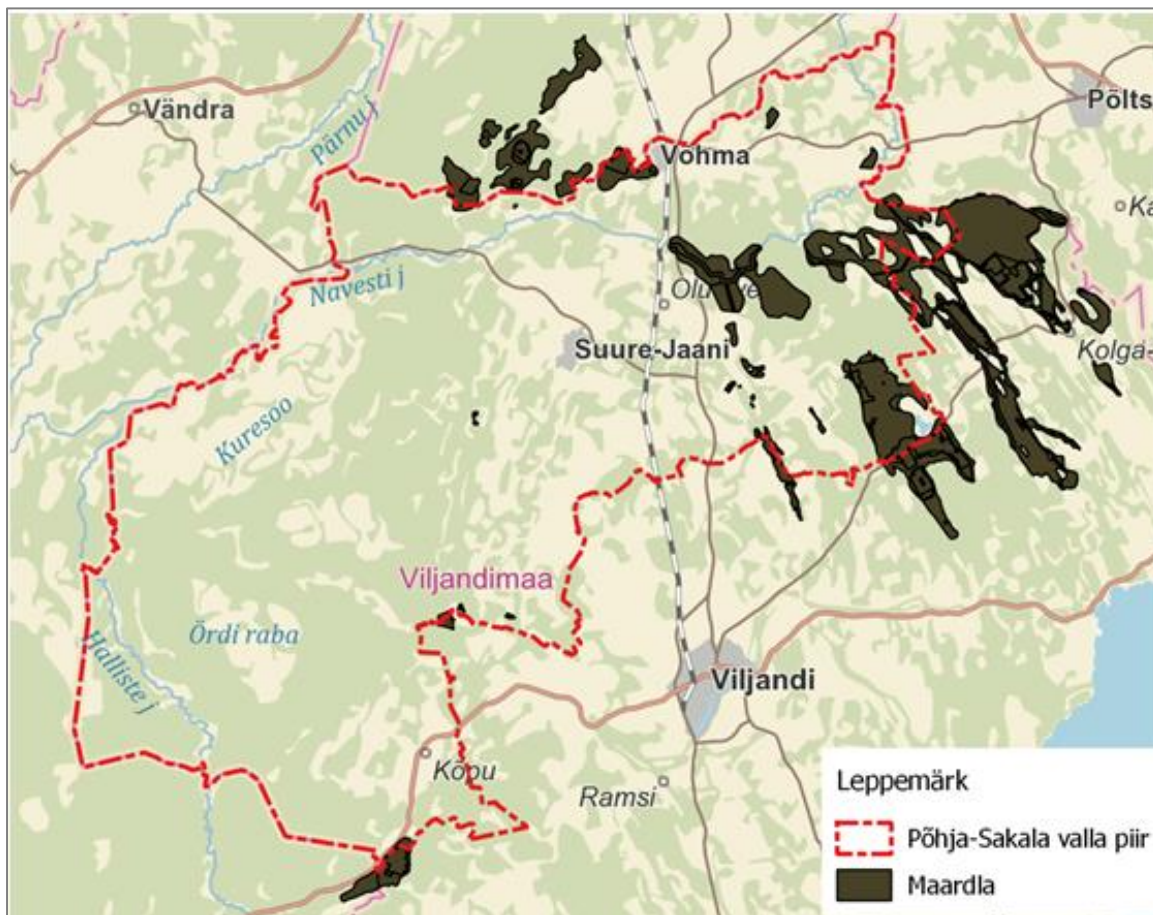 Vändra
Pärnu j
Võhma
Põlts
Ka
Navesti j
Suure-Jaani
Kolga-
Kuresoo
Viljandimaa
Ördi raba
Halliste j
Viljandi
Kõpu
Ramsi
Leppemärk
Põhja-Sakala valla piir
Maardla